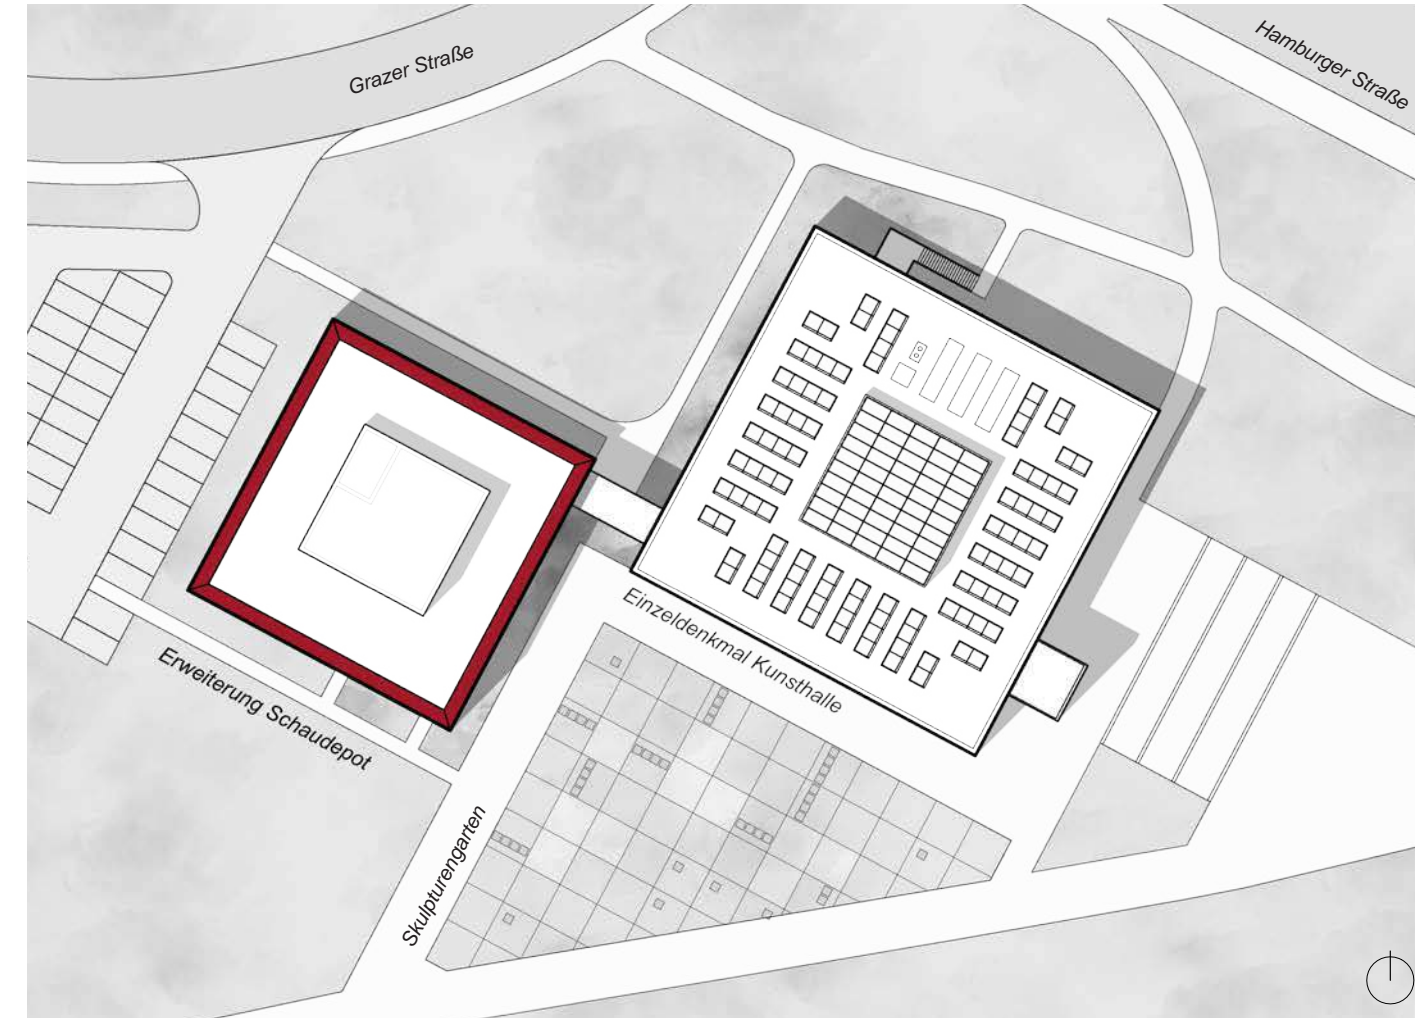 Grazer Straße
Hamburger Straße
Einzeldenkmal Kunsthalle
Erweiterung Schaudepot
Skulpturengarten